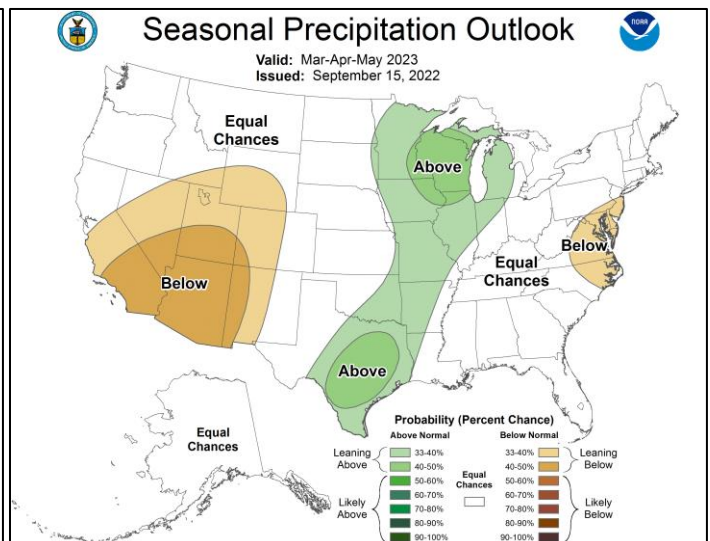 Seasonal Precipitation Outlook
NOAA
Valid: Mar-Apr-May 2023
Issued: September 15, 2022
Equal
Chances
Above
Below
Below
Equal
Chances
Above
Equal
Chances
Probability (Percent Chance)
Above Normal
Below Normal
Leaning
Above
33-40%
40-50%
Likely
Above
50-60%
60-70%
70-80%
80-90%
90-100%
Equal
Chances
33-40%
40-50%
Leaning
Below
50-60%
60-70%
70-80%
80-90%
90-100%
Likely
Below